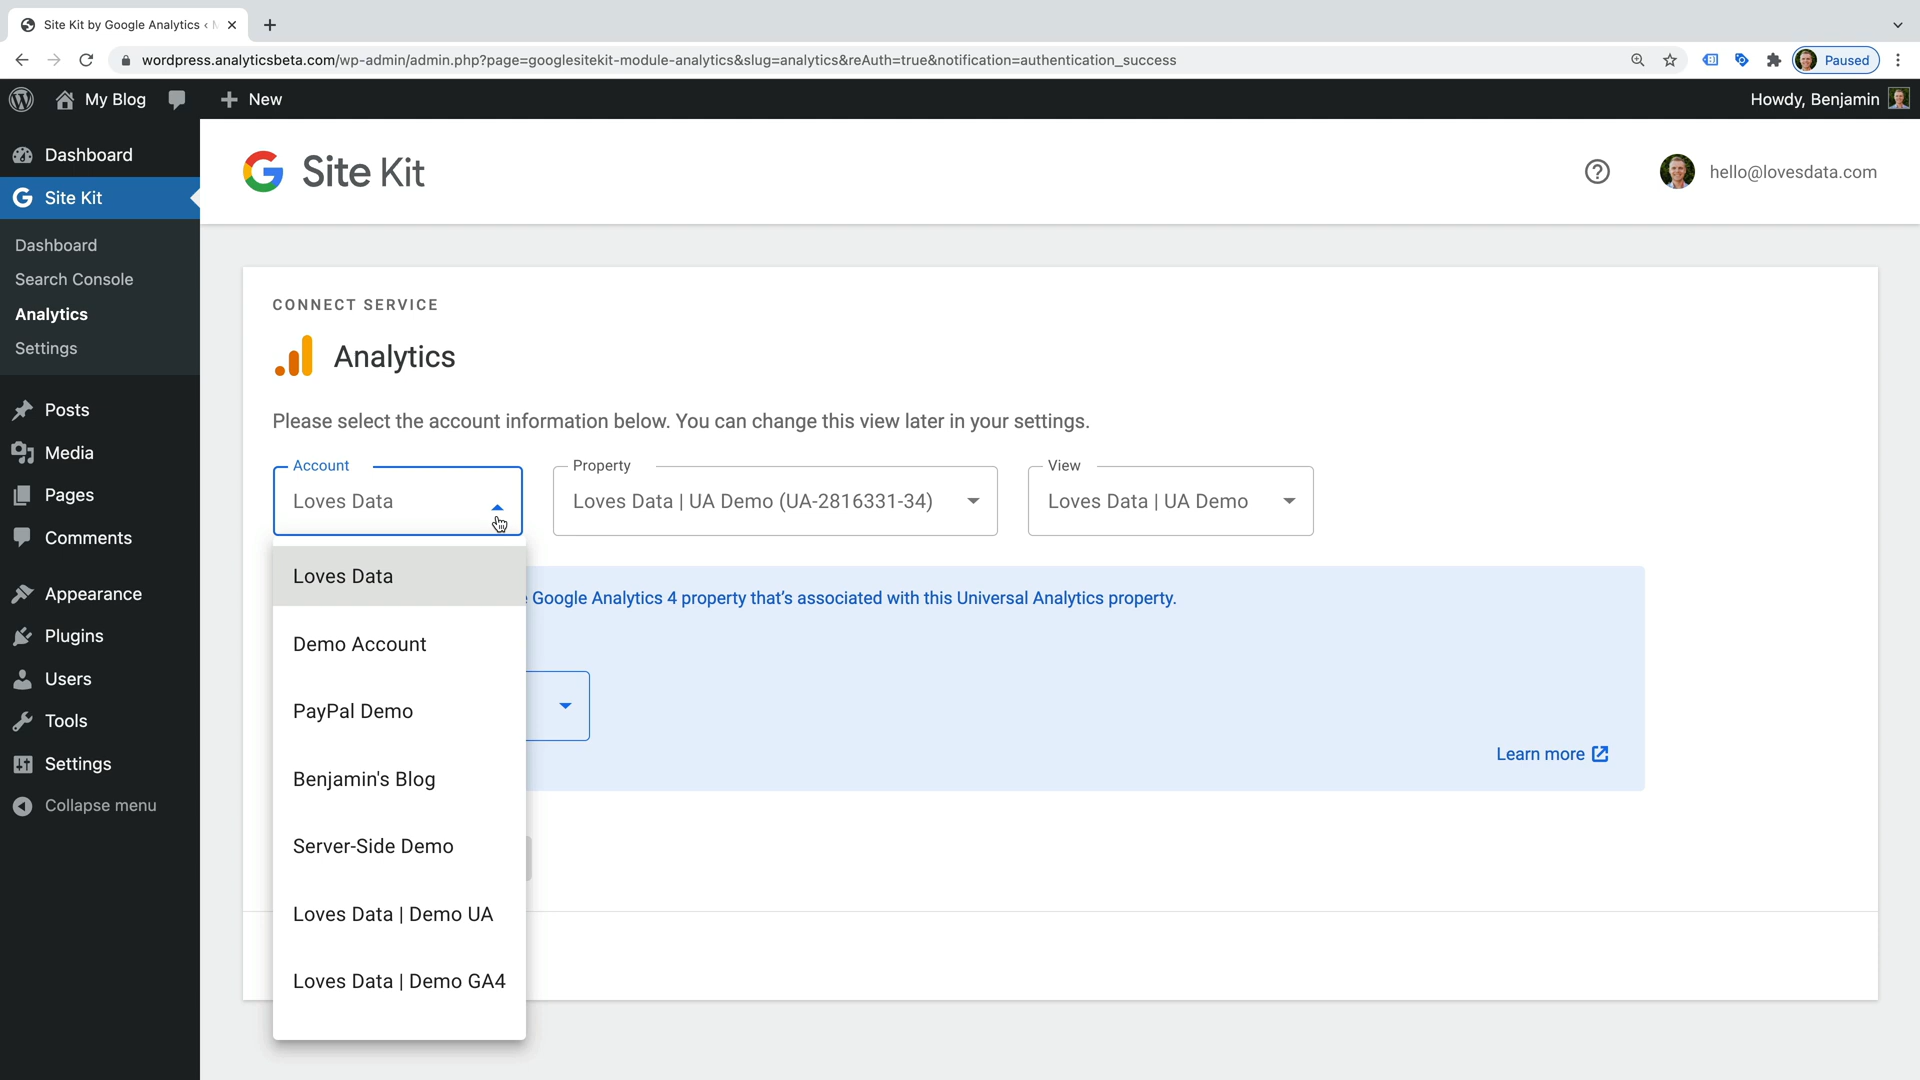 Site Kit by Google Analytics ‹
wordpress.analyticsbeta.com/wp-admin/admin.php?page=googlesitekit-module-analytics&slug=analytics&reAuth=true&notification=authentication_success
Paused
My Blog
New
Howdy, Benjamin
Dashboard
Site Kit
Dashboard
Search Console
Analytics
Settings
Posts
Media
Pages
Comments
Appearance
Plugins
Users
Tools
Settings
Collapse menu
Site Kit
hello@lovesdata.com
CONNECT SERVICE
Analytics
Please select the account information below. You can change this view later in your settings.
Account
Loves Data
Property
Loves Data | UA Demo (UA-2816331-34)
View
Loves Data | UA Demo
Loves Data
Demo Account
PayPal Demo
Benjamin's Blog
Server-Side Demo
Loves Data | Demo UA
Loves Data | Demo GA4
Google Analytics 4 property that's associated with this Universal Analytics property.
Learn more